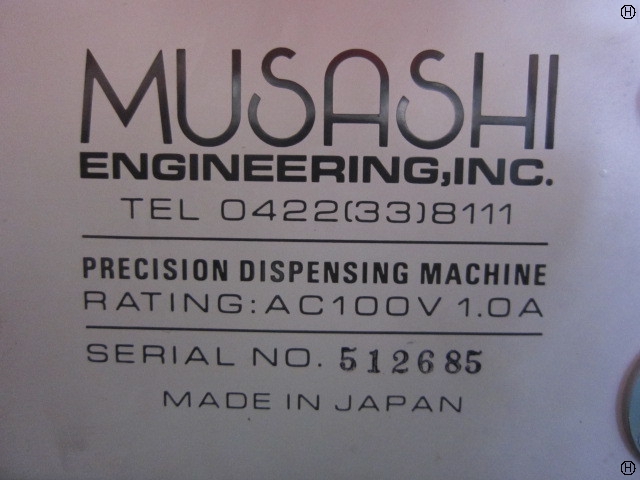 MUSASHI
ENGINEERING,INC.
TEL 0422(33)8111
PRECISION DISPENSING MACHINE
RATING:AC100V 1.0A
SERIAL NO. 512685
MADE IN JAPAN
H
H